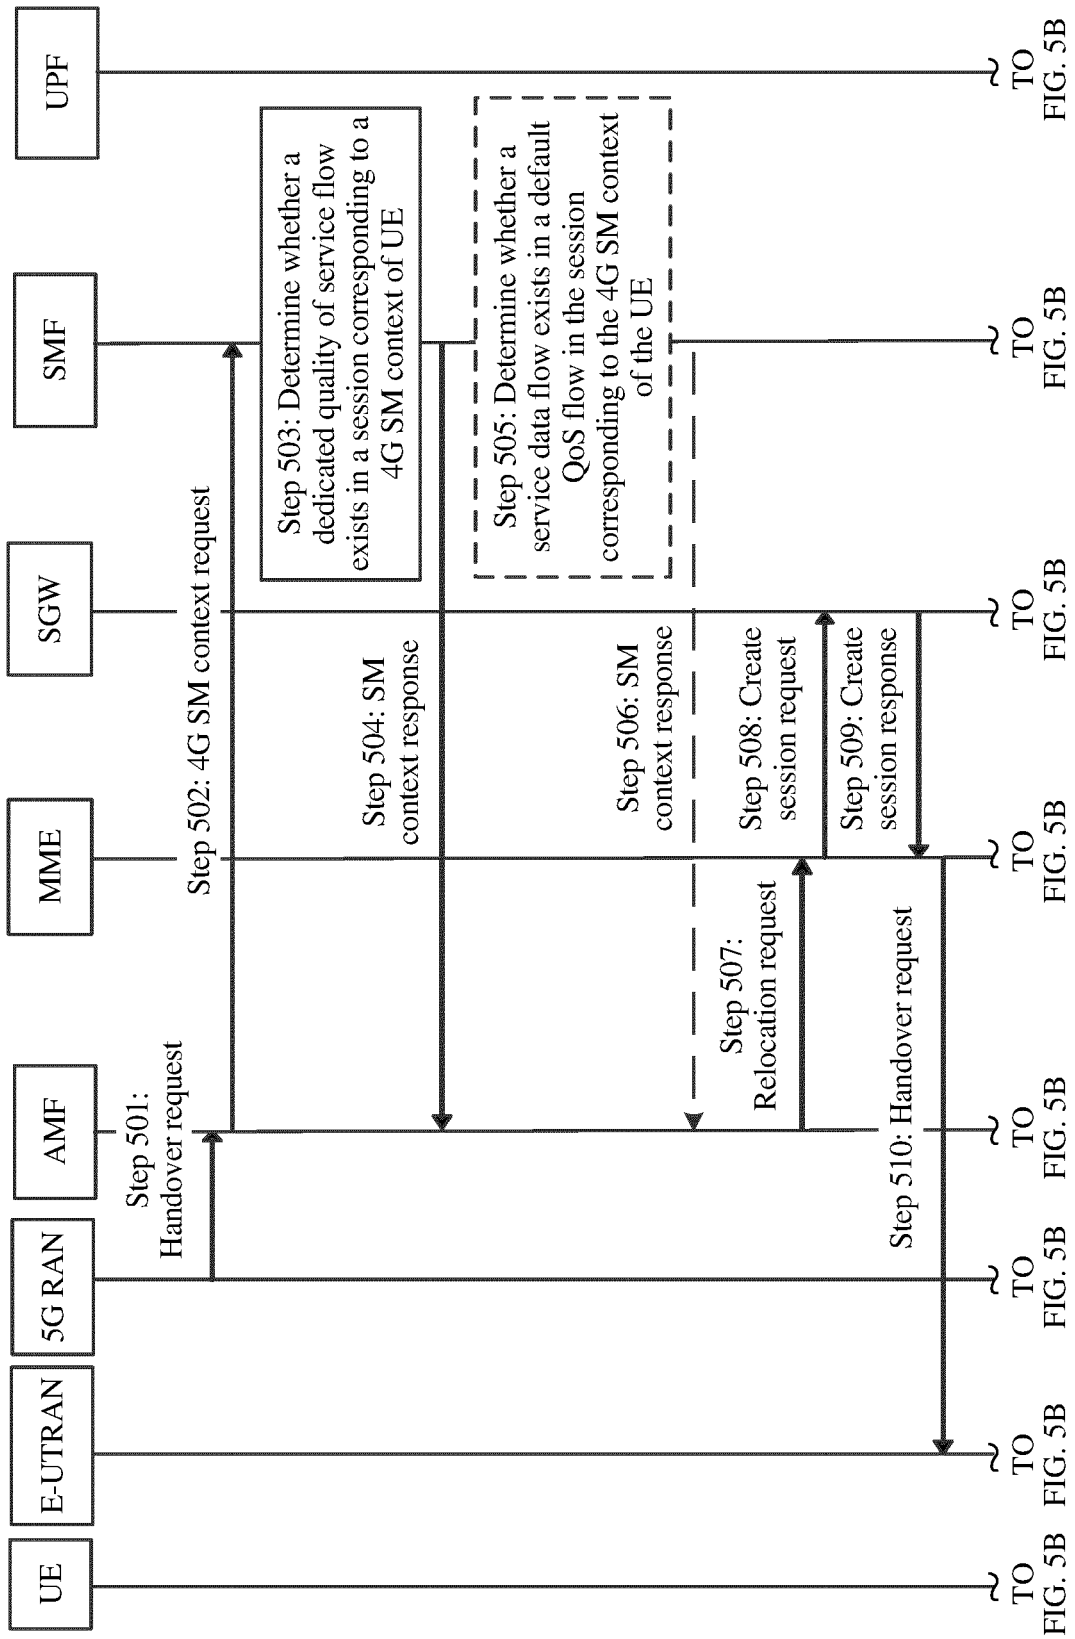 UE
E-UTRAN
5G RAN
AMF
MME
SGW
SMF
UPF
Step 501:
Handover request
Step 502: 4G SM context request
Step 503: Determine whether a
dedicated quality of service flow
exists in a session corresponding to a
4G SM context of UE
Step 504: SM
context response
Step 505: Determine whether a
service data flow exists in a default
QoS flow in the session
corresponding to the 4G SM context
of the UE
Step 506: SM
context response
Step 507:
Relocation request
Step 508: Create
session request
Step 509: Create
session response
Step 510: Handover request
TO
FIG. 5B
TO
FIG. 5B
TO
FIG. 5B
TO
FIG. 5B
TO
FIG. 5B
TO
FIG. 5B
TO
FIG. 5B
TO
FIG. 5B